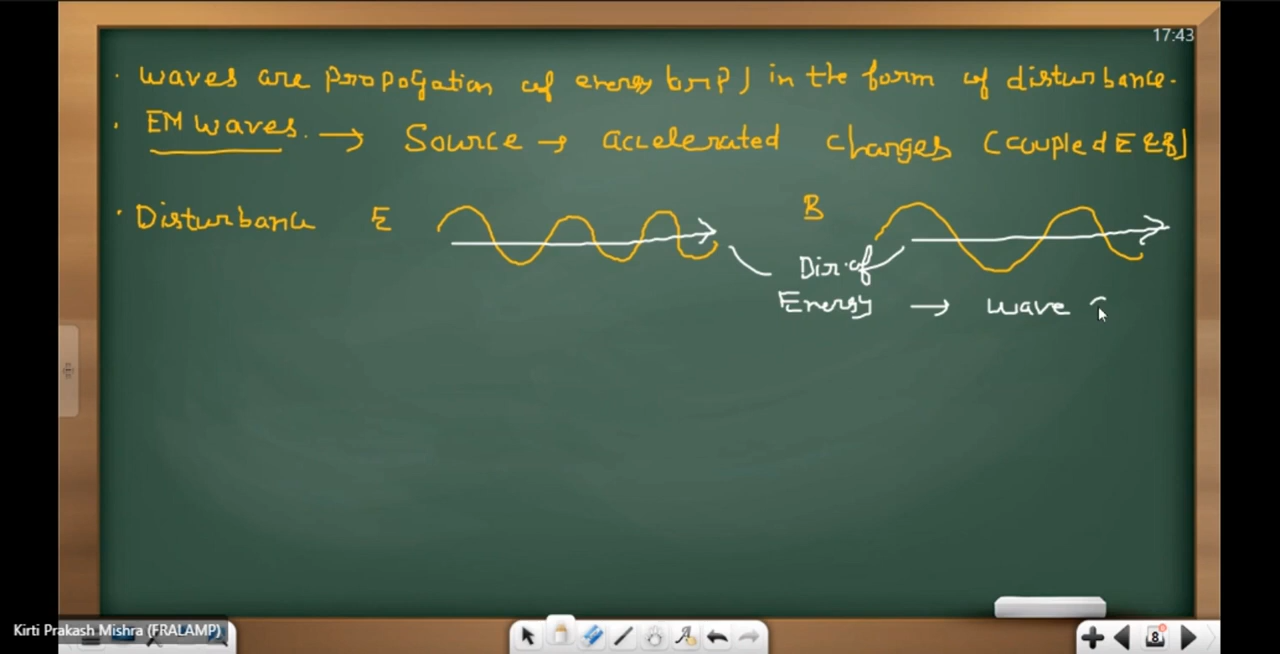 17:43
· waves are Propogation of energy (mP) in the form of disturbance.
· EM waves. → Source → accelerated charges (coupled E & B)
· Disturbance E B
Dir. of
Energy → wave
Kirti Prakash Mishra (FRALAMP)
8